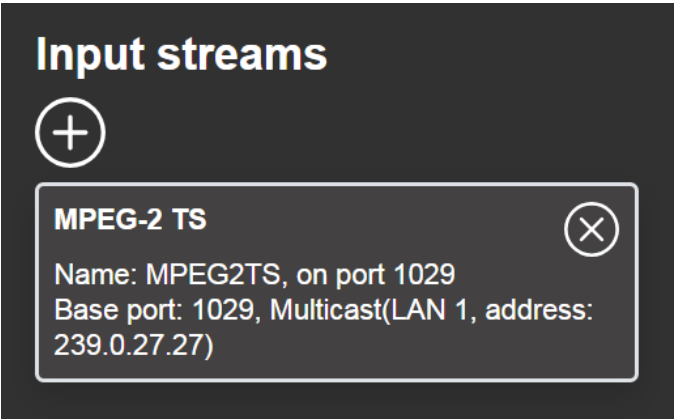 Input streams
MPEG-2 TS
Name: MPEG2TS, on port 1029
Base port: 1029, Multicast(LAN 1, address:
239.0.27.27)